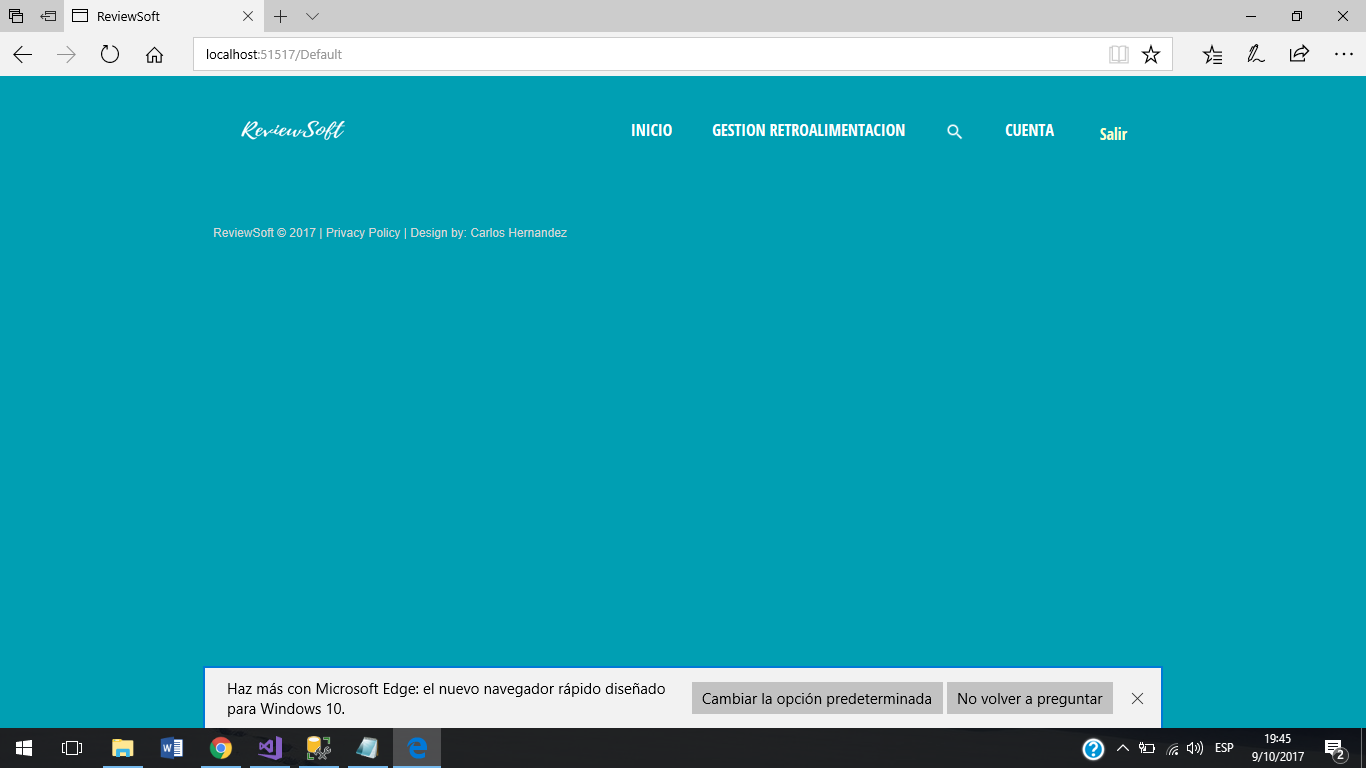 ReviewSoft
localhost:51517/Default
ReviewSoft
INICIO
GESTION RETROALIMENTACION
CUENTA
Salir
ReviewSoft © 2017 | Privacy Policy | Design by: Carlos Hernandez
Haz más con Microsoft Edge: el nuevo navegador rápido diseñado
para Windows 10.
Cambiar la opción predeterminada
No volver a preguntar
ESP
19:45
9/10/2017
2